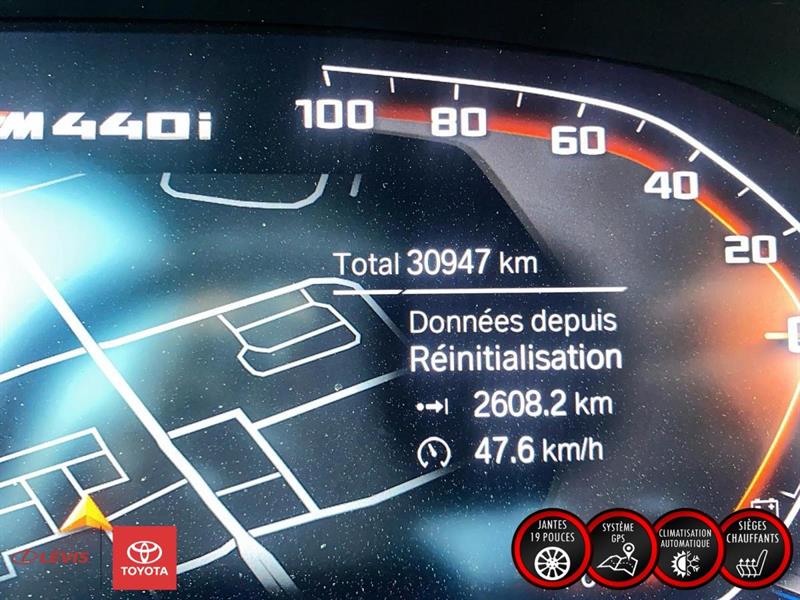 M440i
100
80
60
40
20
Total 30947 km
Données depuis
Réinitialisation
2608.2 km
47.6 km/h
LÉVIS
TOYOTA
JANTES
19 POUCES
SYSTÈME
GPS
CLIMATISATION
AUTOMATIQUE
SIÈGES
CHAUFFANTS